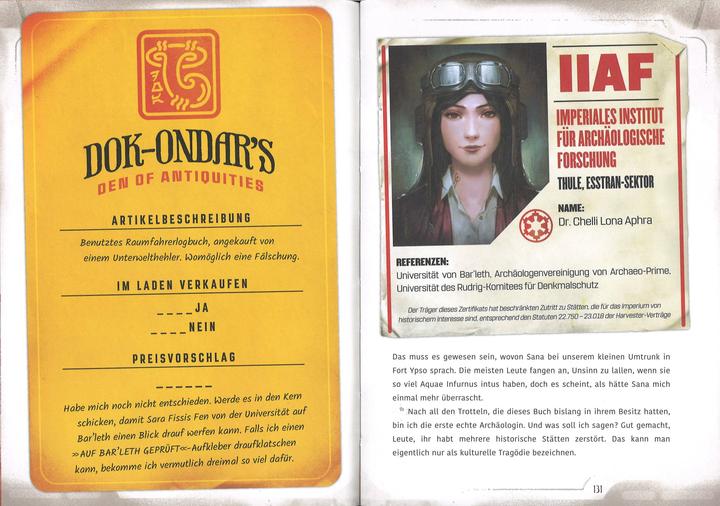 DOK-ONDAR'S
DEN OF ANTIQUITIES
ARTIKELBESCHREIBUNG
Benutztes Raumfahrerlogbuch, angekauft von
einem Unterwelthehler. Womöglich eine Fälschung.
IM LADEN VERKAUFEN
____JA
____NEIN
PREISVORSCHLAG
______
Habe mich noch nicht entschieden. Werde es in den Kern
schicken, damit Sara Fissis Fen von der Universität auf
Bar'leth einen Blick drauf werfen kann. Falls ich einen
»AUF BAR'LETH GEPRÜFT«-Aufkleber draufklatschen
kann, bekomme ich vermutlich dreimal so viel dafür.
IIAF
IMPERIALES INSTITUT
FÜR ARCHÄOLOGISCHE
FORSCHUNG
THULE, ESSTRAN-SEKTOR
NAME:
Dr. Chelli Lona Aphra
REFERENZEN:
Universität von Bar'leth, Archäologenvereinigung von Archaeo-Prime,
Universität des Rudrig-Komitees für Denkmalschutz
Der Träger dieses Zertifikats hat beschränkten Zutritt zu Stätten, die für das Imperium von
historischem Interesse sind, entsprechend den Statuten 22.750 – 23.018 der Harvester-Verträge
Das muss es gewesen sein, wovon Sana bei unserem kleinen Umtrunk in
Fort Ypso sprach. Die meisten Leute fangen an, Unsinn zu lallen, wenn sie
so viel Aquae Infurnus intus haben, doch es scheint, als hätte Sana mich
einmal mehr überrascht.
Nach all den Trotteln, die dieses Buch bislang in ihrem Besitz hatten,
bin ich die erste echte Archäologin. Und was soll ich sagen? Gut gemacht,
Leute, ihr habt mehrere historische Stätten zerstört. Das kann man
eigentlich nur als kulturelle Tragödie bezeichnen.
131